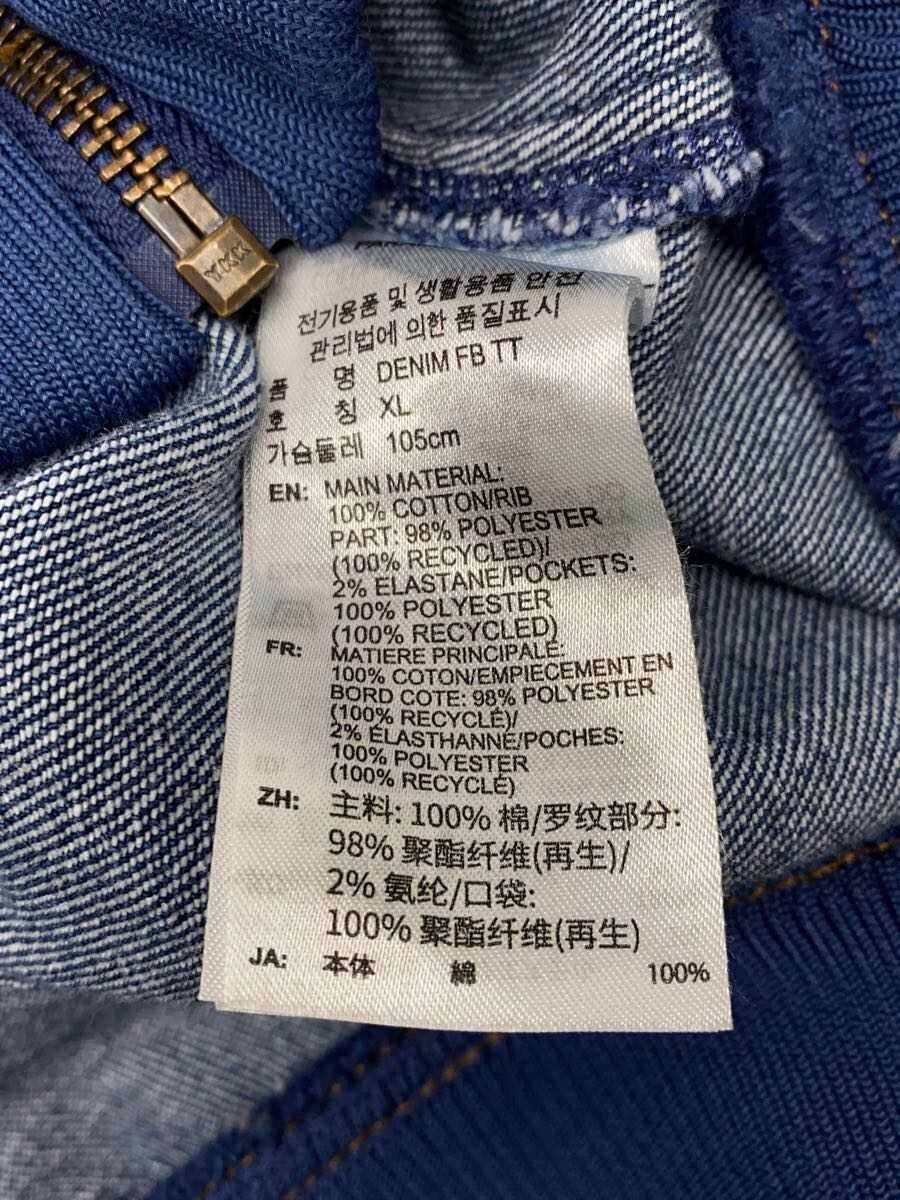 YKK
전기용품 및 생활용품 안전
관리법에 의한 품질표시
품 명 DENIM FB TT
호 칭 XL
가슴둘레 105cm
EN: MAIN MATERIAL:
100% COTTON/RIB
PART: 98% POLYESTER
(100% RECYCLED)/
2% ELASTANE/POCKETS:
100% POLYESTER
(100% RECYCLED)
FR: MATIERE PRINCIPALE:
100% COTON/EMPIECEMENT EN
BORD COTE: 98% POLYESTER
(100% RECYCLÉ)/
2% ÉLASTHANNE/POCHES:
100% POLYESTER
(100% RECYCLÉ)
ZH: 主料: 100% 棉/罗纹部分:
98% 聚酯纤维(再生)/
2% 氨纶/口袋:
100% 聚酯纤维(再生)
JA: 本体 綿 100%